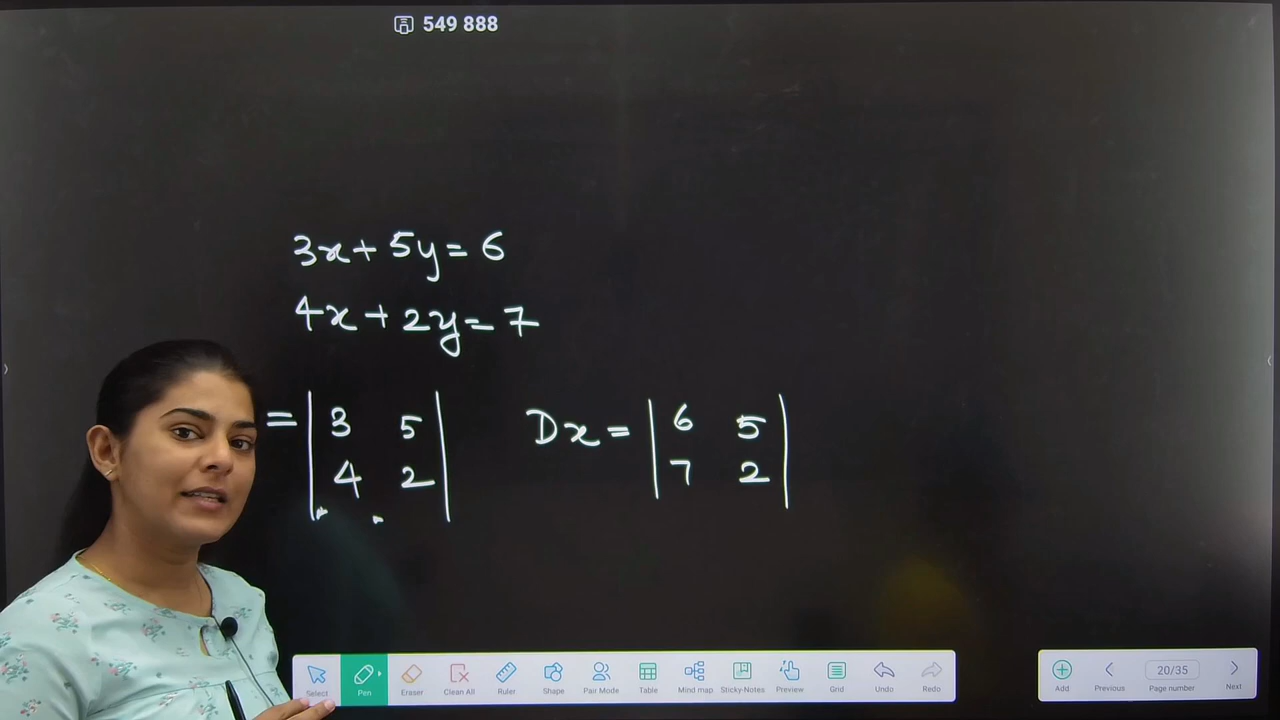 549 888
3x + 5y = 6
4x + 2y = 7
= | 3 5 | Dx = | 6 5 |
| 4 2 | | 7 2 |
Select Pen Eraser Clean All Ruler Shape Pair Mode Table Mind map Sticky-Notes Preview Grid Undo Redo Add Previous 20/35 Page number Next